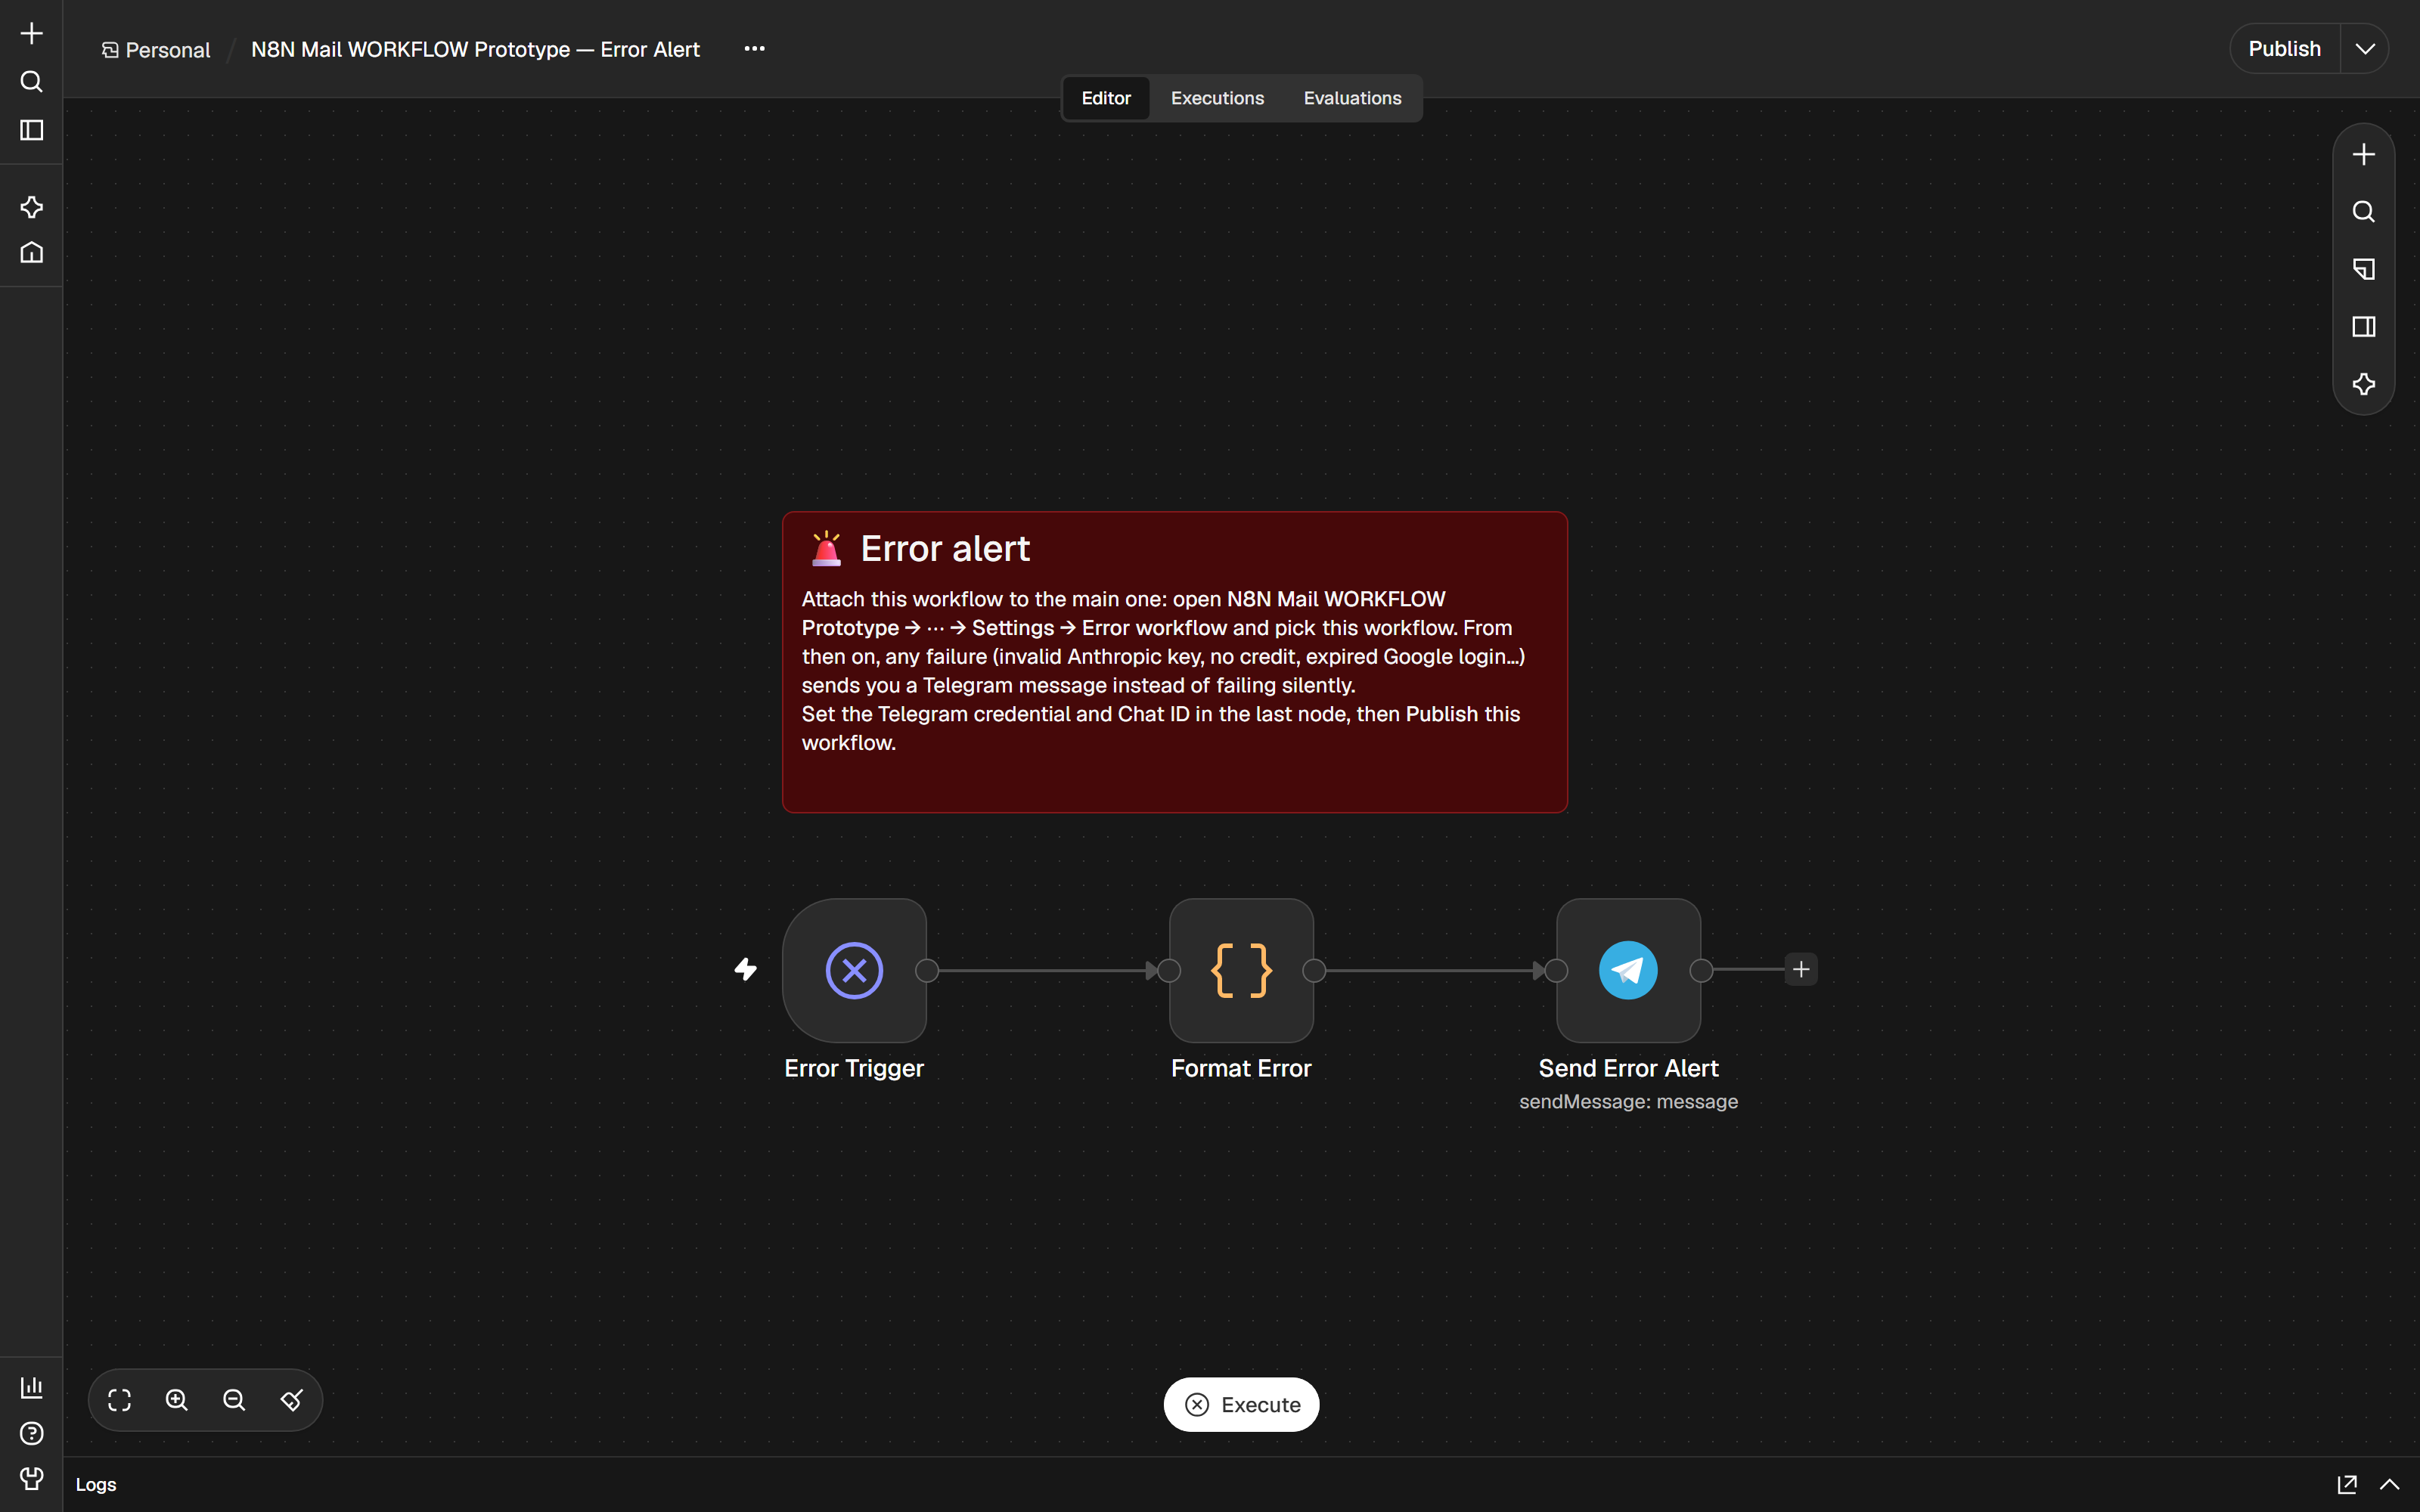 Personal / N8N Mail WORKFLOW Prototype — Error Alert
Publish
Editor Executions Evaluations
🚨 Error alert
Attach this workflow to the main one: open N8N Mail WORKFLOW
Prototype → ··· → Settings → Error workflow and pick this workflow. From
then on, any failure (invalid Anthropic key, no credit, expired Google login...)
sends you a Telegram message instead of failing silently.
Set the Telegram credential and Chat ID in the last node, then Publish this
workflow.
Error Trigger
Format Error
Send Error Alert
sendMessage: message
Execute
Logs